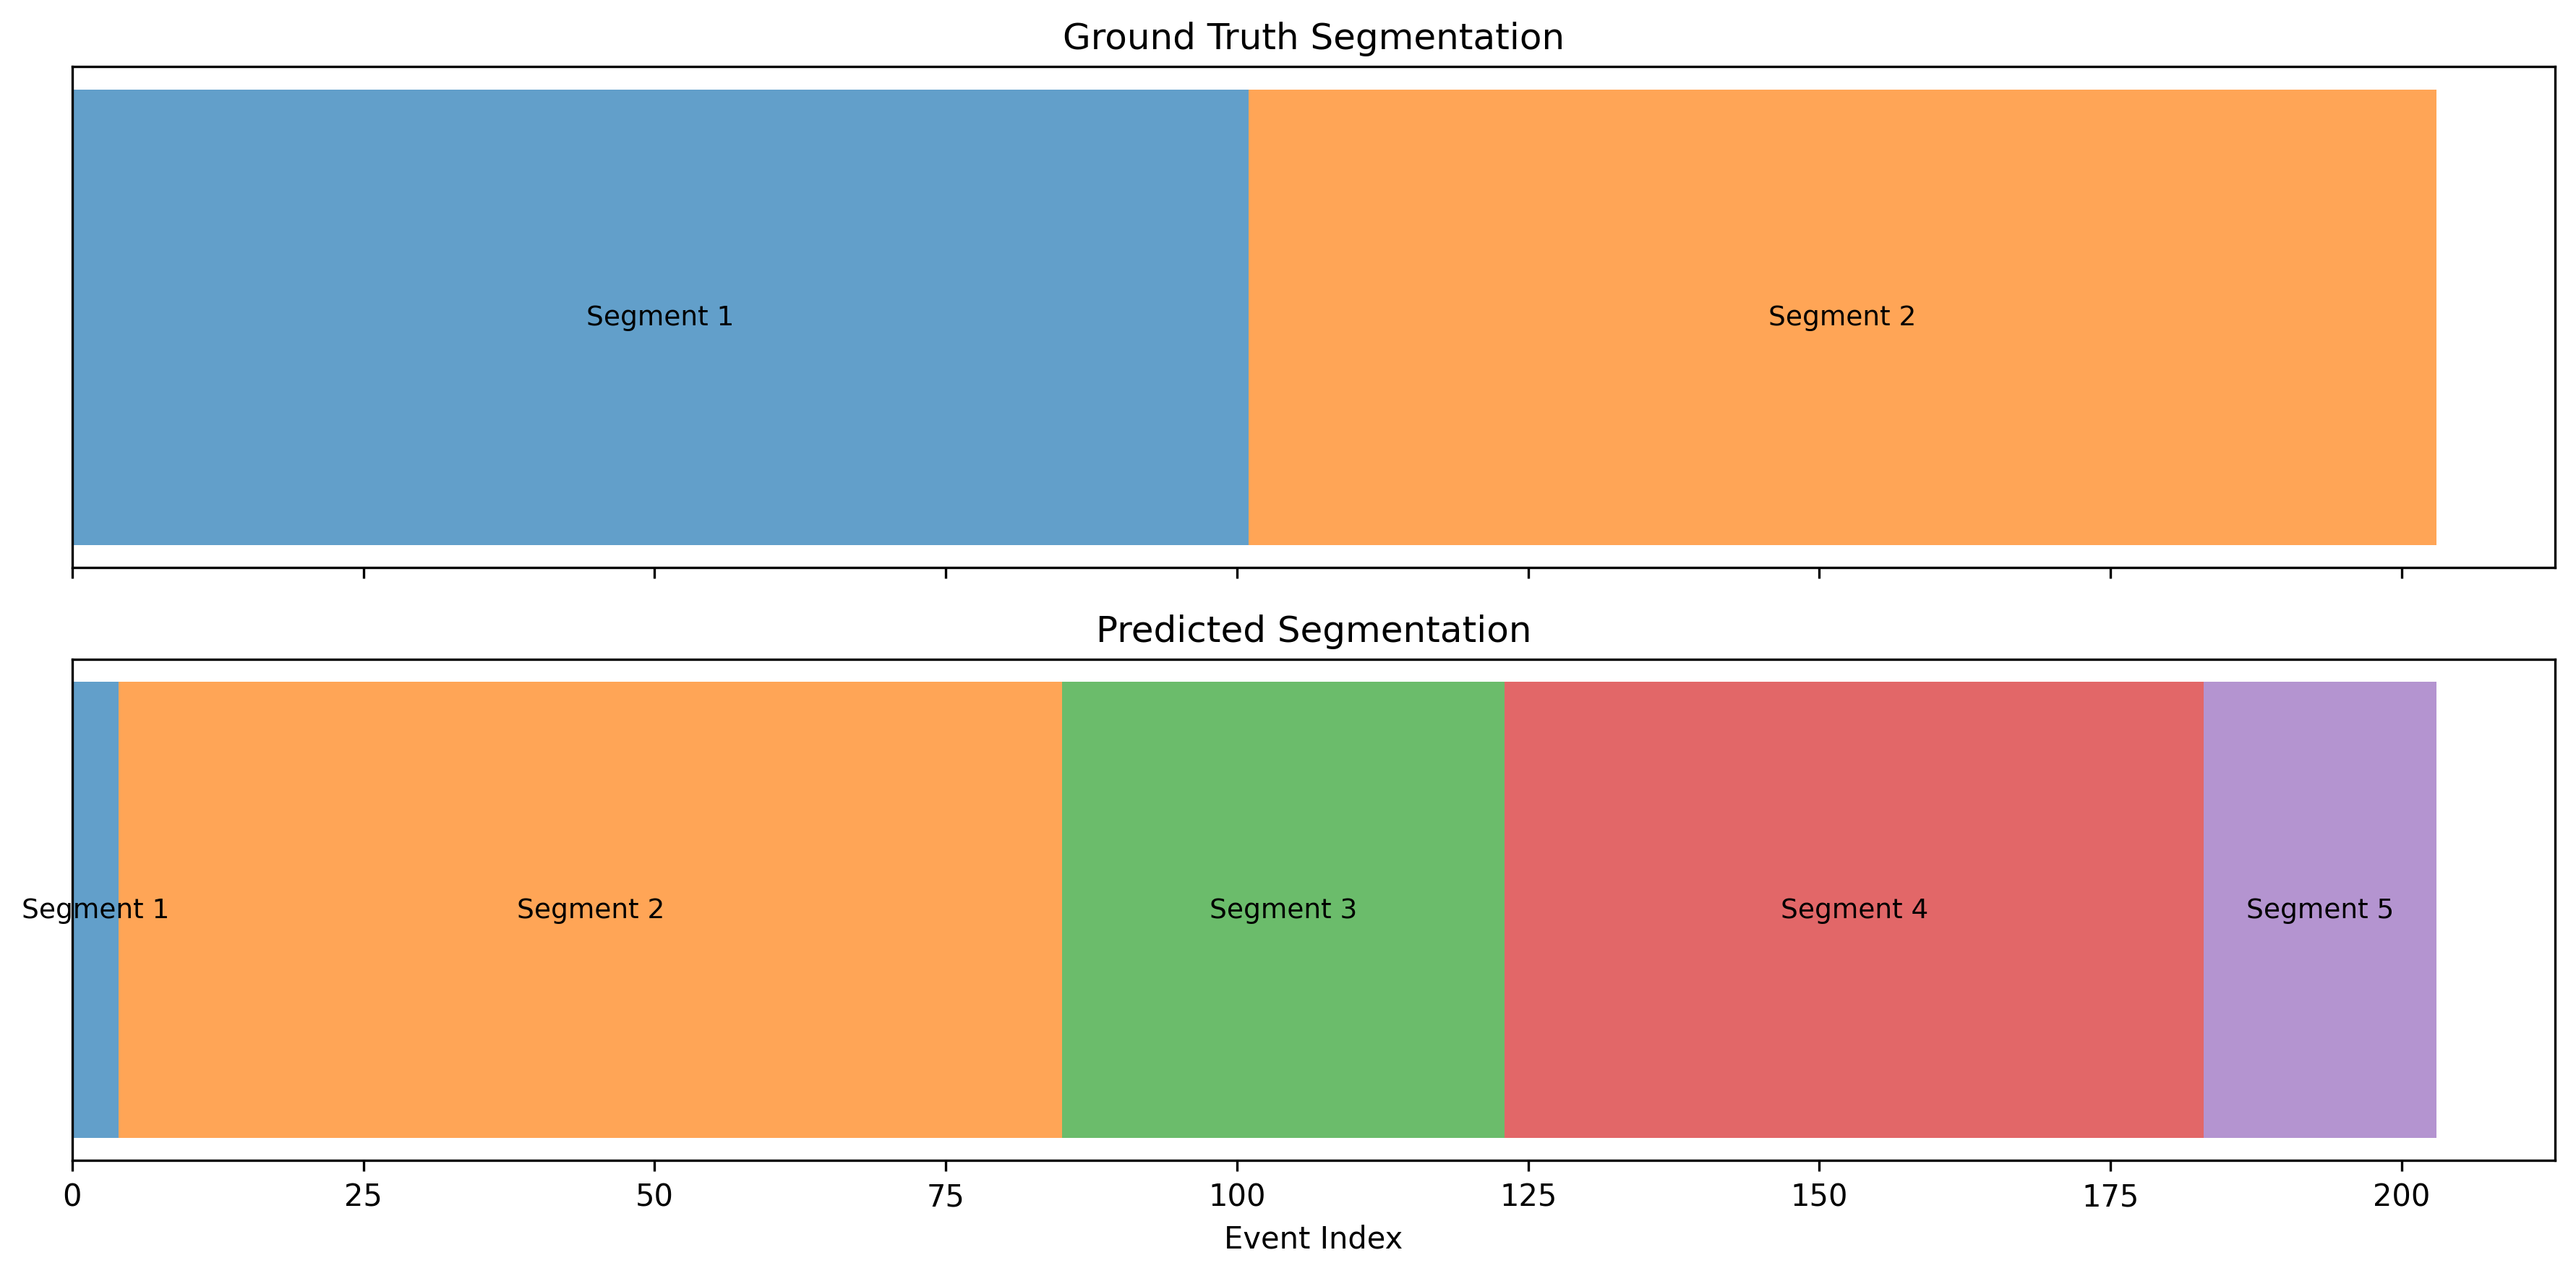 Ground Truth Segmentation
Segment 1 Segment 2
Predicted Segmentation
Segment 1 Segment 2 Segment 3 Segment 4 Segment 5
0 25 50 75 100 125 150 175 200
Event Index